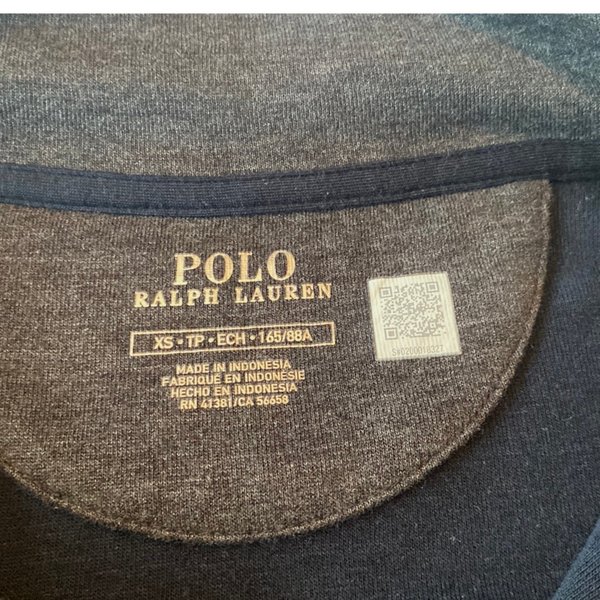 POLO
RALPH LAUREN
XS • TP • ECH • 165/88A
MADE IN INDONESIA
FABRIQUÉ EN INDONÉSIE
HECHO EN INDONESIA
RN 41381/CA 56658